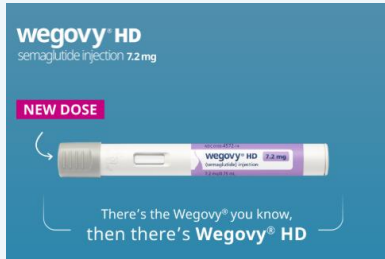 wegovy® HD
semaglutide injection 7.2 mg
NEW DOSE
wegovy® HD 7.2 mg
(semaglutide) injection
There's the Wegovy® you know,
then there's Wegovy® HD